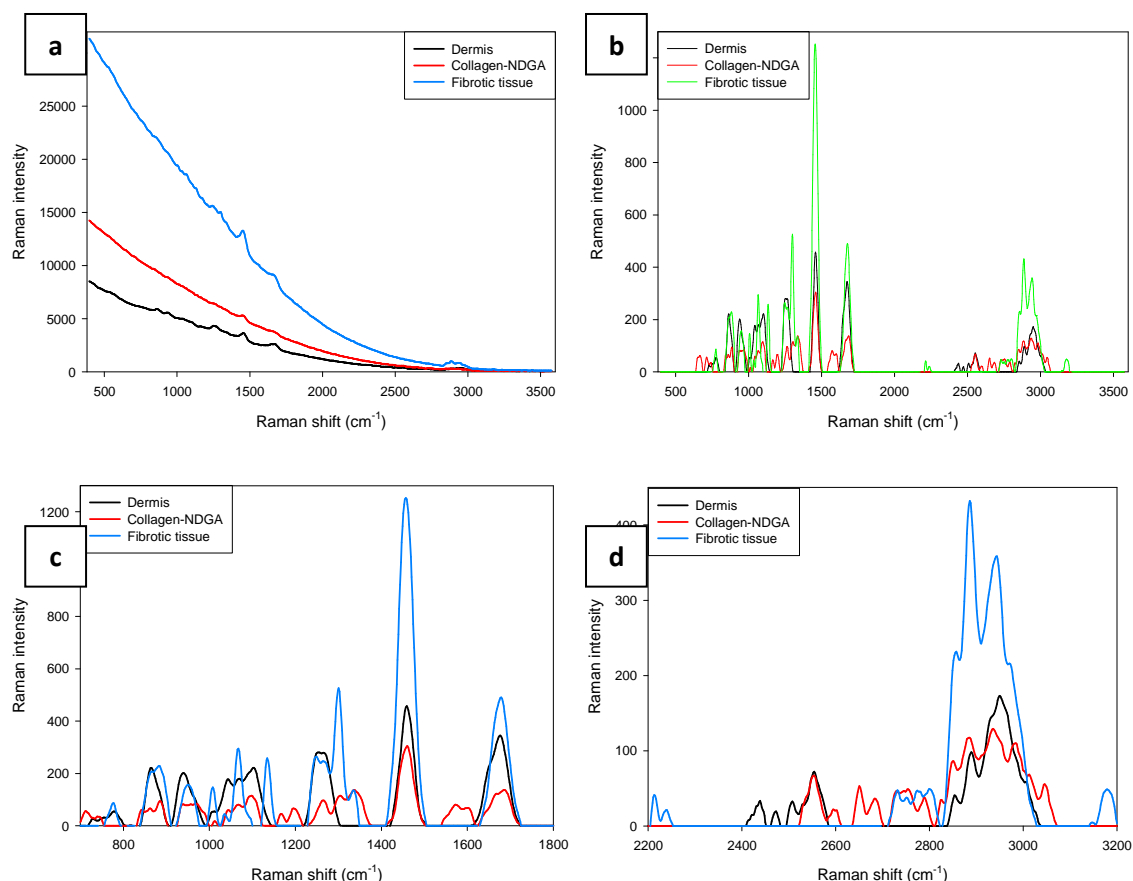 a
Dermis
Collagen-NDGA
Fibrotic tissue
Raman intensity
25000
20000
15000
10000
5000
0
500 1000 1500 2000 2500 3000 3500
Raman shift (cm-1)
b
Dermis
Collagen-NDGA
Fibrotic tissue
Raman intensity
1000
800
600
400
200
0
500 1000 1500 2000 2500 3000 3500
Raman shift (cm-1)
c
Dermis
Collagen-NDGA
Fibrotic tissue
Raman intensity
1200
800
600
400
200
0
800 1000 1200 1400 1600 1800
Raman shift (cm-1)
d
Dermis
Collagen-NDGA
Fibrotic tissue
Raman intensity
300
200
100
0
2200 2400 2600 2800 3000 3200
Raman shift (cm-1)